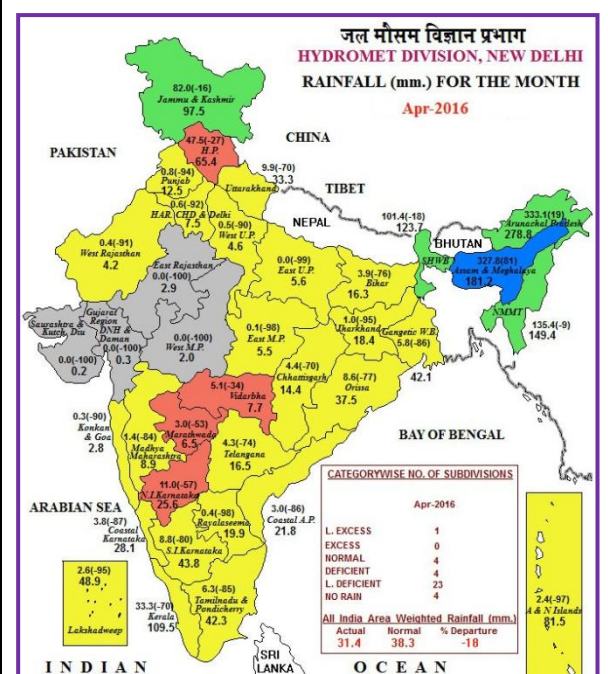 जल मौसम विज्ञान प्रभाग
HYDROMET DIVISION, NEW DELHI
RAINFALL (mm.) FOR THE MONTH
Apr-2016
82.0(-16)
Jammu & Kashmir
97.5
CHINA
47.5(-27)
H.P.
65.4
PAKISTAN
0.8(-94)
Punjab
12.5
9.9(-70)
33.3
Uttarakhand
TIBET
0.6(-92)
HAR. CHD & Delhi
7.5
0.5(-90)
West U.P.
4.6
NEPAL
101.4(-18)
123.7
SHWB
BHUTAN
333.1(19)
Arunachal Pradesh
278.8
0.4(-91)
West Rajasthan
4.2
East Rajasthan
0.0(-100)
2.9
0.0(-99)
East U.P.
5.6
3.9(-76)
Bihar
16.3
327.8(81)
Assam & Meghalaya
181.2
NMMT
135.4(-9)
149.4
Saurashtra &
Kutch, Diu
0.0(-100)
0.2
Gujarat
Region
DNH &
Daman
0.0(-100)
0.3
0.0(-100)
West M.P.
2.0
0.1(-98)
East M.P.
5.5
1.0(-95)
Jharkhand
18.4
Gangetic W.B.
5.8(-86)
42.1
4.4(-70)
Chhattisgarh
14.4
8.6(-77)
Orissa
37.5
5.1(-34)
Vidarbha
7.7
0.3(-90)
Konkan
& Goa
2.8
1.4(-84)
Madhya
Maharashtra
8.9
3.0(-53)
Marathwada
6.5
4.3(-74)
Telangana
16.5
BAY OF BENGAL
ARABIAN SEA
11.0(-57)
N.I.Karnataka
25.6
3.8(-87)
Coastal
Karnataka
28.1
0.4(-98)
Rayalaseema
19.9
3.0(-86)
Coastal A.P.
21.8
8.8(-80)
S.I.Karnataka
43.8
6.3(-85)
Tamilnadu &
Pondicherry
42.3
33.3(-70)
Kerala
109.5
2.6(-95)
48.9
Lakshadweep
2.4(-97)
A & N Islands
81.5
CATEGORYWISE NO. OF SUBDIVISIONS
Apr-2016
L. EXCESS 1
EXCESS 0
NORMAL 4
DEFICIENT 4
L. DEFICIENT 23
NO RAIN 4
All India Area Weighted Rainfall (mm.)
Actual Normal % Departure
31.4 38.3 -18
SRI
LANKA
INDIAN OCEAN